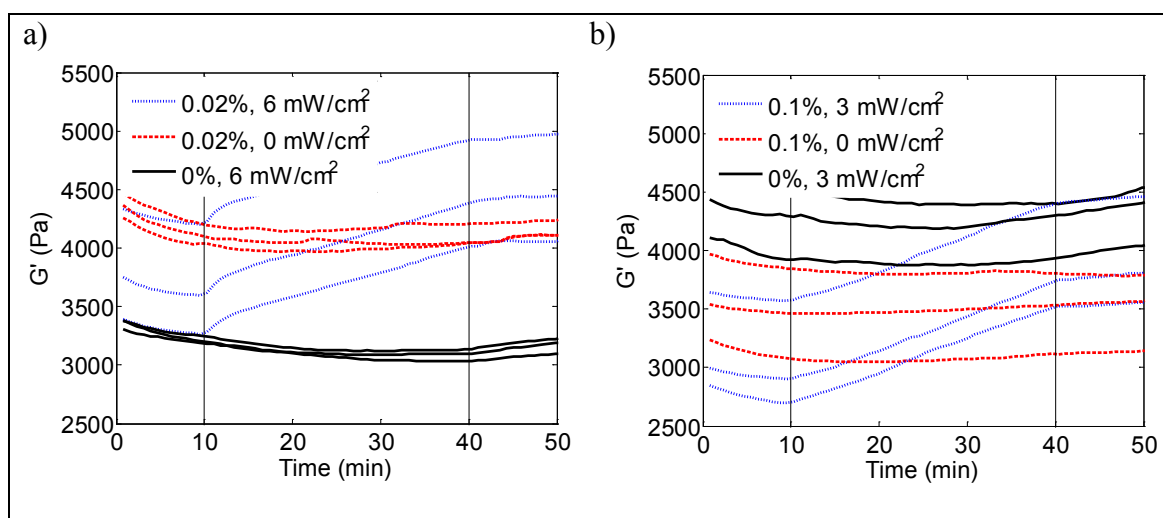 a)
5500
5000
4500
4000
3500
3000
2500
G' (Pa)
0.02%, 6 mW/cm²
0.02%, 0 mW/cm²
0%, 6 mW/cm²
0 10 20 30 40 50
Time (min)
b)
5500
5000
4500
4000
3500
3000
2500
G' (Pa)
0.1%, 3 mW/cm²
0.1%, 0 mW/cm²
0%, 3 mW/cm²
0 10 20 30 40 50
Time (min)